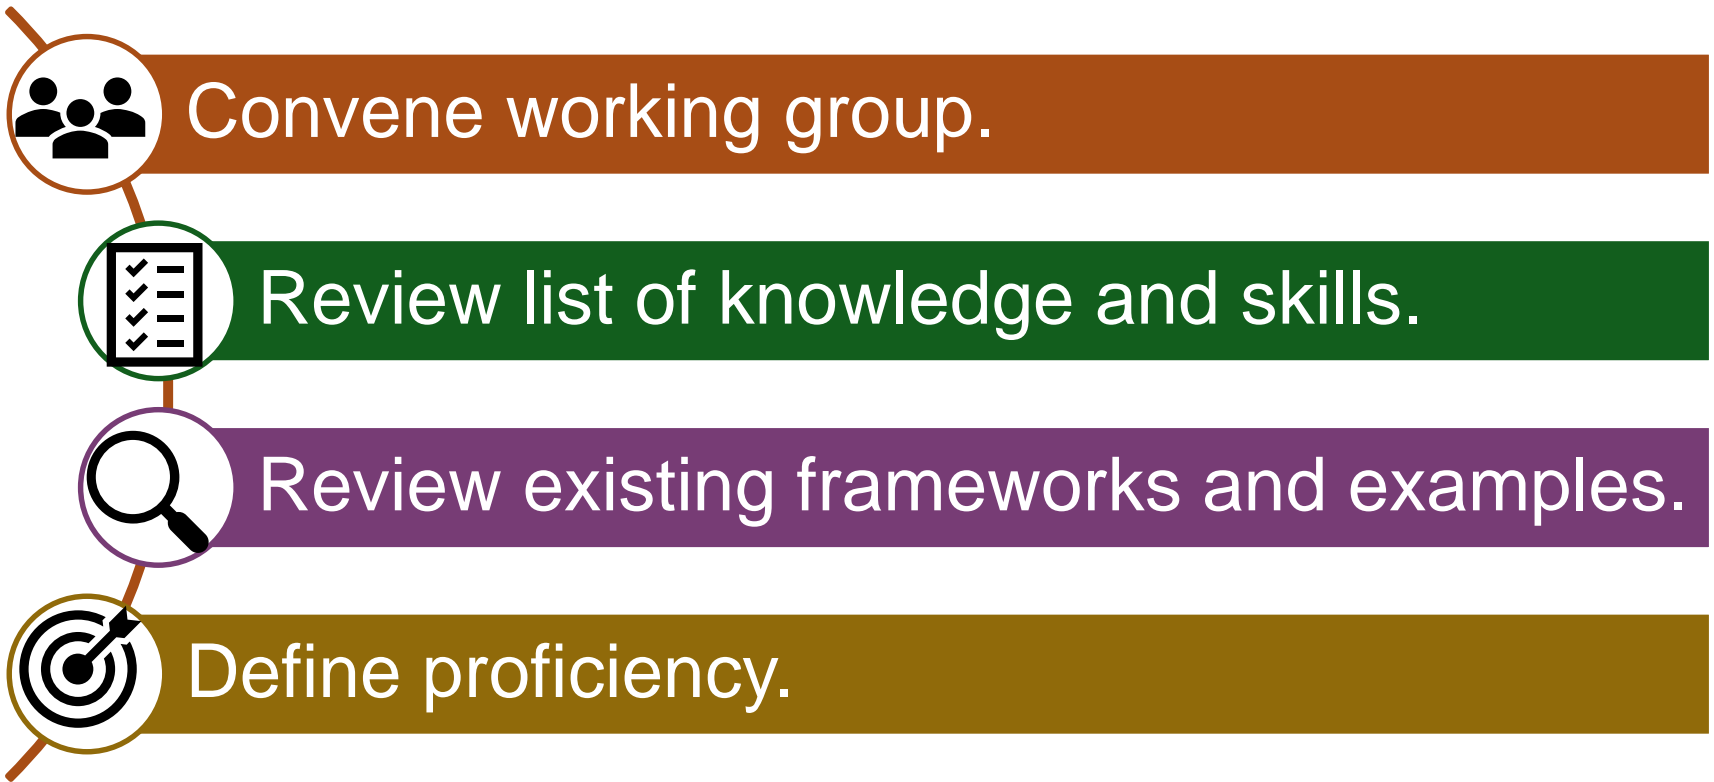 Convene working group.
Review list of knowledge and skills.
Review existing frameworks and examples.
Define proficiency.